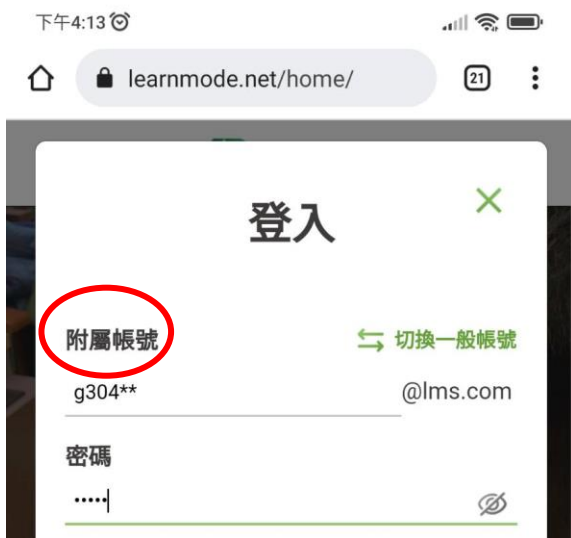 下午4:13
learnmode.net/home/
21
登入
附屬帳號 切換一般帳號
g304** @lms.com
密碼
•••••